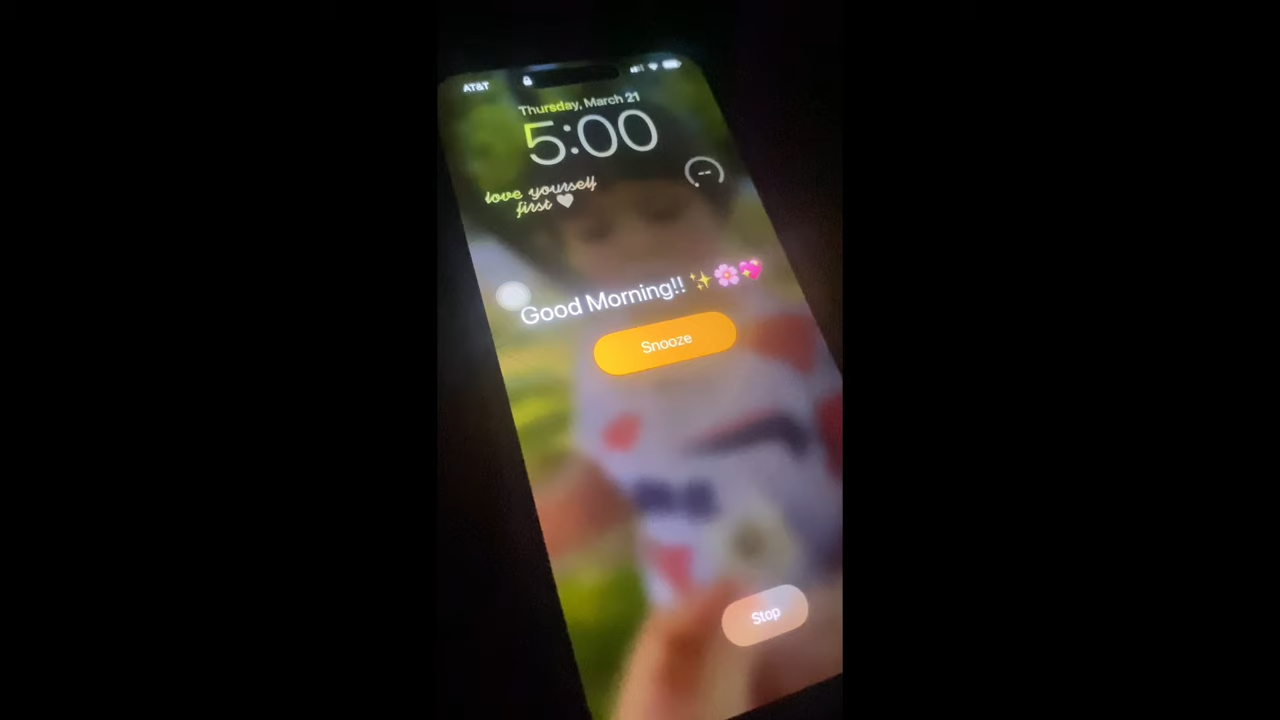 AT&T
Thursday, March 21
5:00
love yourself
first 🤍
--
Good Morning!! ✨🌸💖
Snooze
Stop